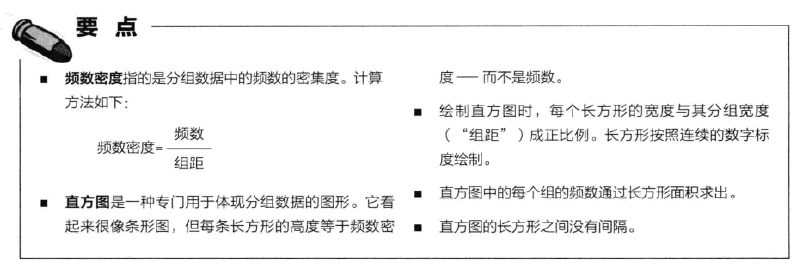 要 点
■ 频数密度指的是分组数据中的频数的密集度。计算
方法如下：
频数密度=频数
组距
■ 直方图是一种专门用于体现分组数据的图形。它看
起来很像条形图，但每条长方形的高度等于频数密
度——而不是频数。
■ 绘制直方图时，每个长方形的宽度与其分组宽度
（“组距”）成正比例。长方形按照连续的数字标
度绘制。
■ 直方图中的每个组的频数通过长方形面积求出。
■ 直方图的长方形之间没有间隔。